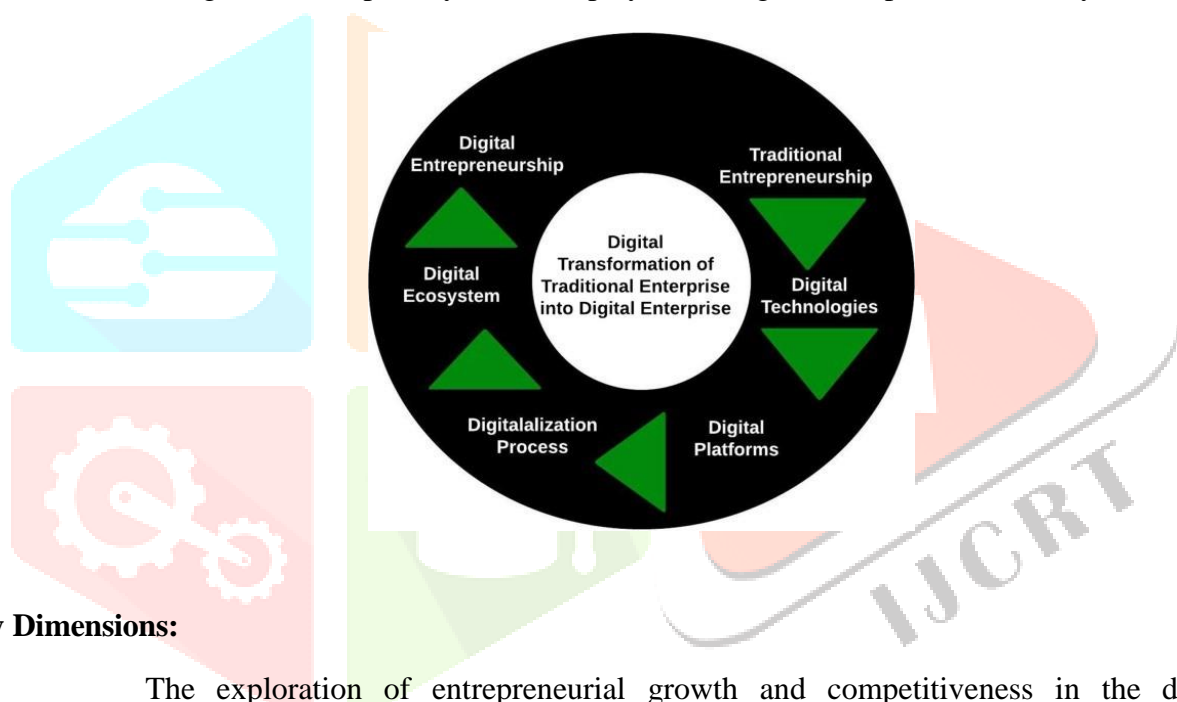 Digital
Entrepreneurship
Traditional
Entrepreneurship
Digital
Transformation of
Traditional Enterprise
into Digital Enterprise
Digital
Ecosystem
Digital
Technologies
Digitalalization
Process
Digital
Platforms
IJCRT
Dimensions:
The exploration of entrepreneurial growth and competitiveness in the